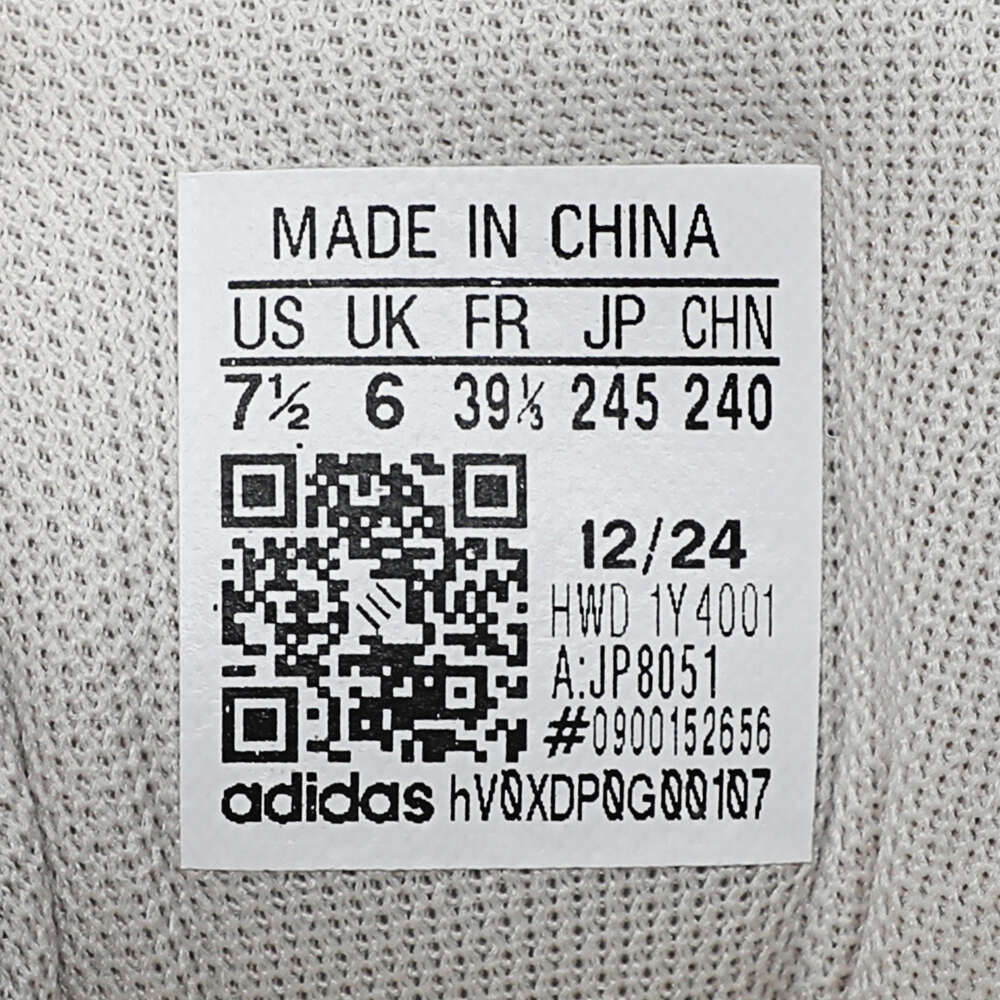 MADE IN CHINA
US UK FR JP CHN
7½ 6 39⅓ 245 240
12/24
HWD 1Y4001
A:JP8051
#0900152656
adidas hV0XDP0G00107